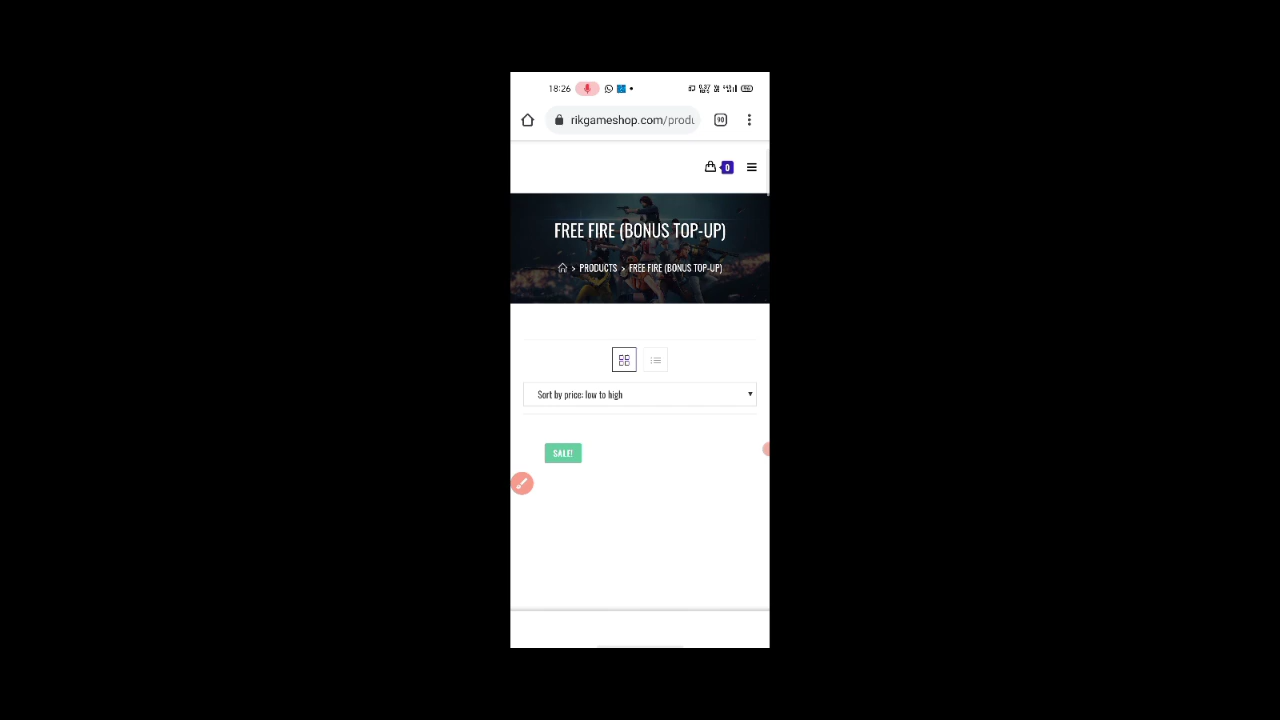 18:26
rikgameshop.com/produ
90
0
FREE FIRE (BONUS TOP-UP)
> PRODUCTS > FREE FIRE (BONUS TOP-UP)
Sort by price: low to high
SALE!